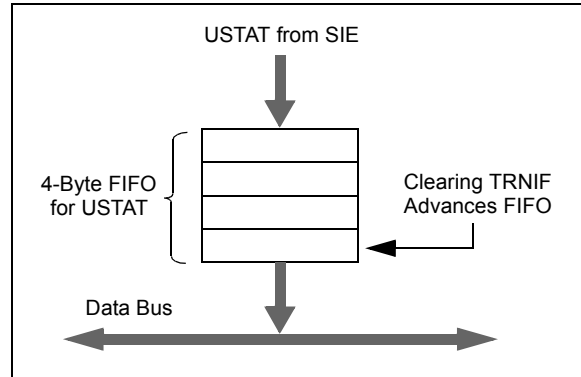 USTAT from SIE
4-Byte FIFO
for USTAT
Clearing TRNIF
Advances FIFO
Data Bus